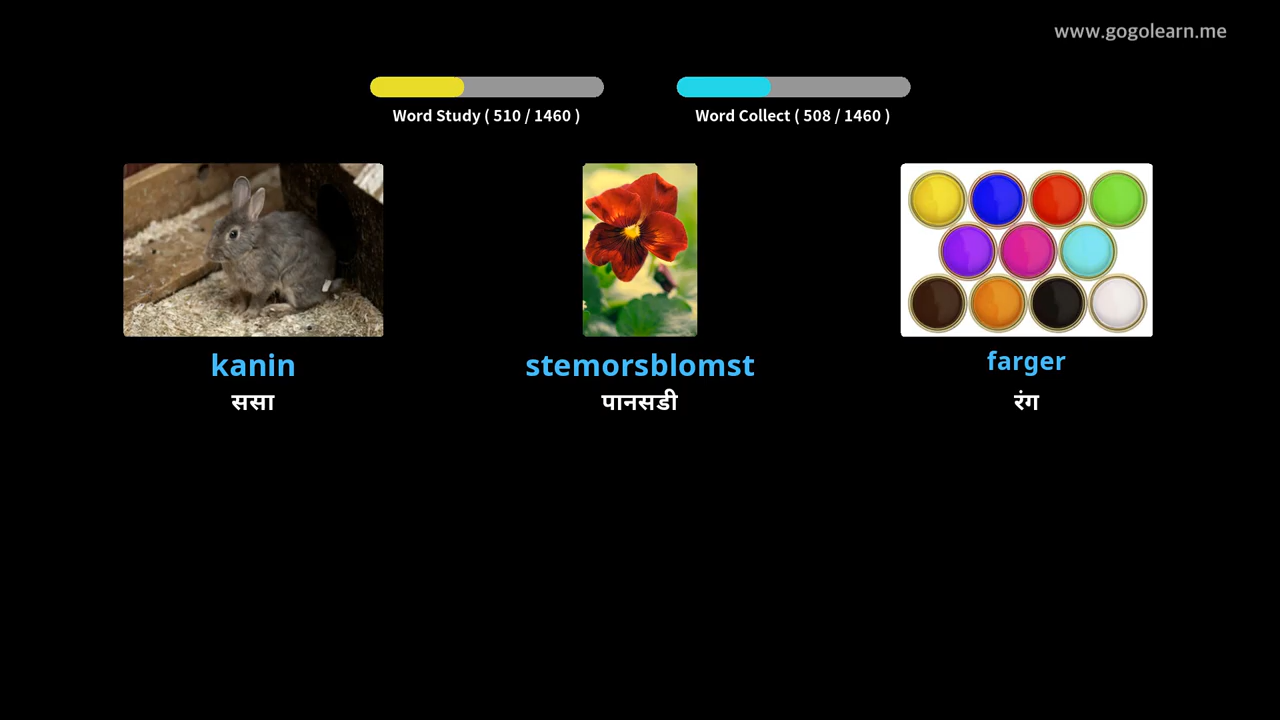 www.gogolearn.me
Word Study ( 510 / 1460 )
Word Collect ( 508 / 1460 )
kanin
stemorsblomst
farger
ससा
पानसडी
रंग